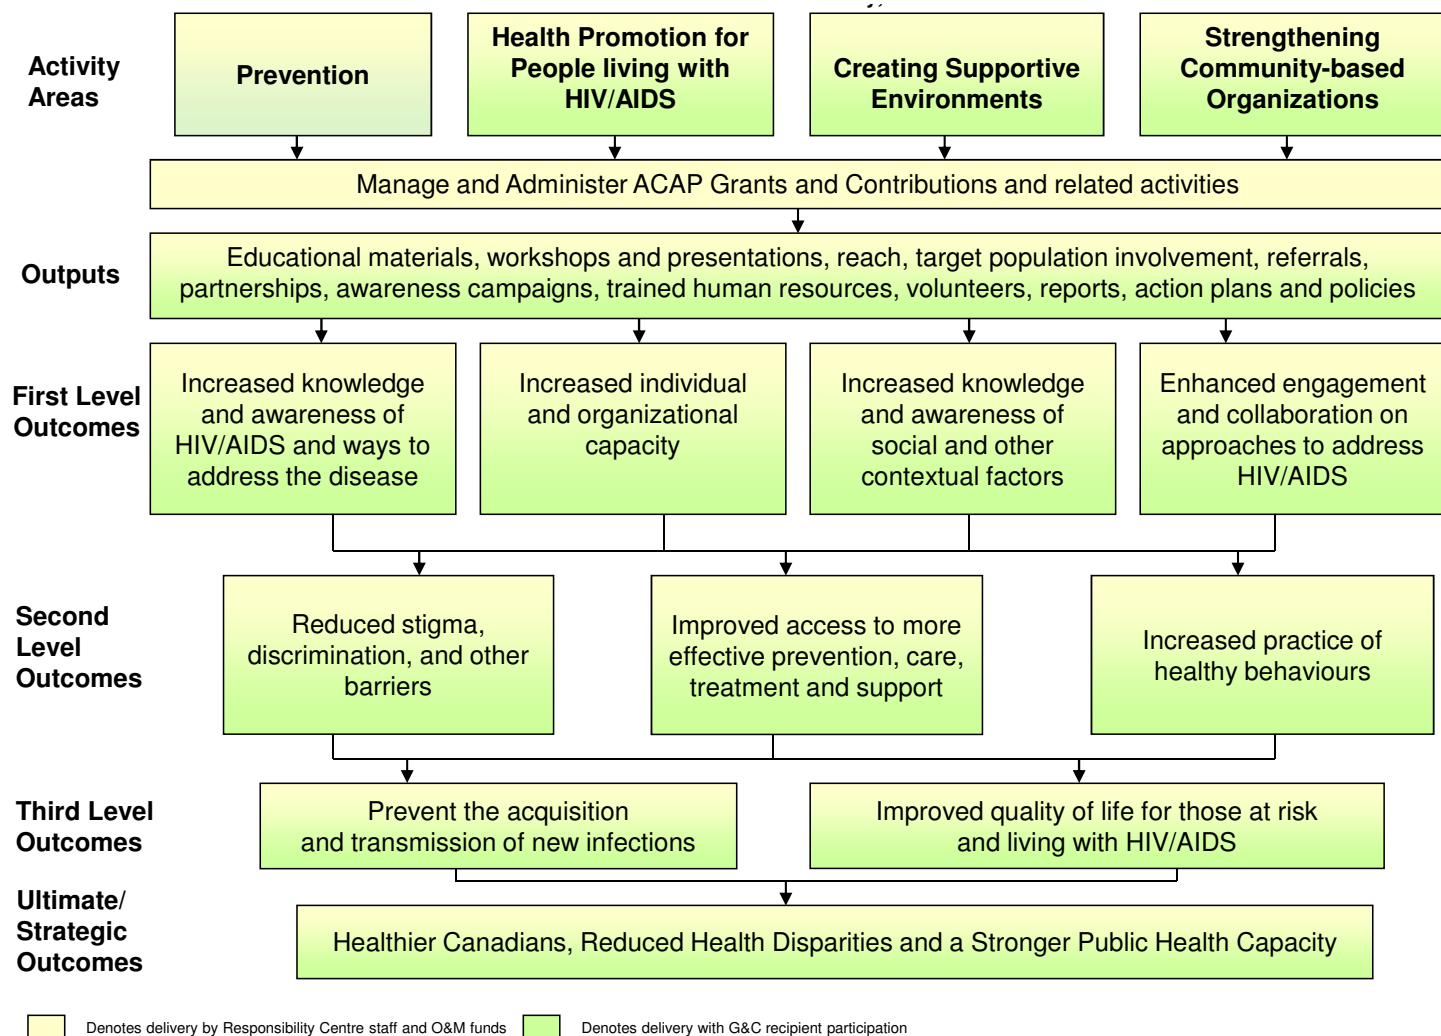 Activity
Areas
Prevention
Health Promotion for
People living with
HIV/AIDS
Creating Supportive
Environments
Strengthening
Community-based
Organizations
Manage and Administer ACAP Grants and Contributions and related activities
Outputs
Educational materials, workshops and presentations, reach, target population involvement, referrals,
partnerships, awareness campaigns, trained human resources, volunteers, reports, action plans and policies
First Level
Outcomes
Increased knowledge
and awareness of
HIV/AIDS and ways to
address the disease
Increased individual
and organizational
capacity
Increased knowledge
and awareness of
social and other
contextual factors
Enhanced engagement
and collaboration on
approaches to address
HIV/AIDS
Second
Level
Outcomes
Reduced stigma,
discrimination, and other
barriers
Improved access to more
effective prevention, care,
treatment and support
Increased practice of
healthy behaviours
Third Level
Outcomes
Prevent the acquisition
and transmission of new infections
Improved quality of life for those at risk
and living with HIV/AIDS
Ultimate/
Strategic
Outcomes
Healthier Canadians, Reduced Health Disparities and a Stronger Public Health Capacity
Denotes delivery by Responsibility Centre staff and O&M funds
Denotes delivery with G&C recipient participation